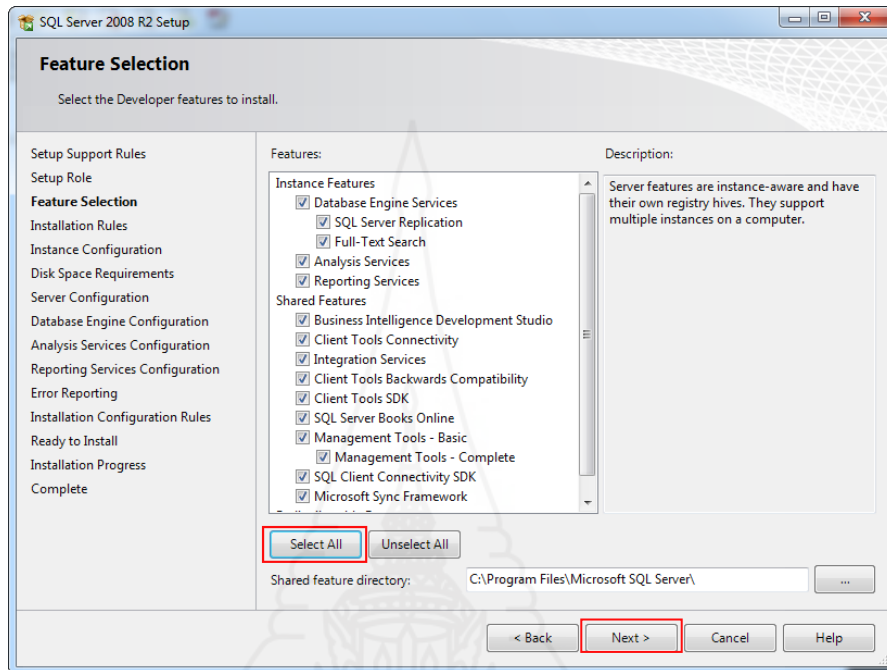 SQL Server 2008 R2 Setup
Feature Selection
Select the Developer features to install.
Setup Support Rules
Setup Role
Feature Selection
Installation Rules
Instance Configuration
Disk Space Requirements
Server Configuration
Database Engine Configuration
Analysis Services Configuration
Reporting Services Configuration
Error Reporting
Installation Configuration Rules
Ready to Install
Installation Progress
Complete
Features:
Instance Features
Database Engine Services
SQL Server Replication
Full-Text Search
Analysis Services
Reporting Services
Shared Features
Business Intelligence Development Studio
Client Tools Connectivity
Integration Services
Client Tools Backwards Compatibility
Client Tools SDK
SQL Server Books Online
Management Tools - Basic
Management Tools - Complete
SQL Client Connectivity SDK
Microsoft Sync Framework
Description:
Server features are instance-aware and have
their own registry hives. They support
multiple instances on a computer.
Select All
Unselect All
Shared feature directory:
C:\Program Files\Microsoft SQL Server\
...
< Back
Next >
Cancel
Help